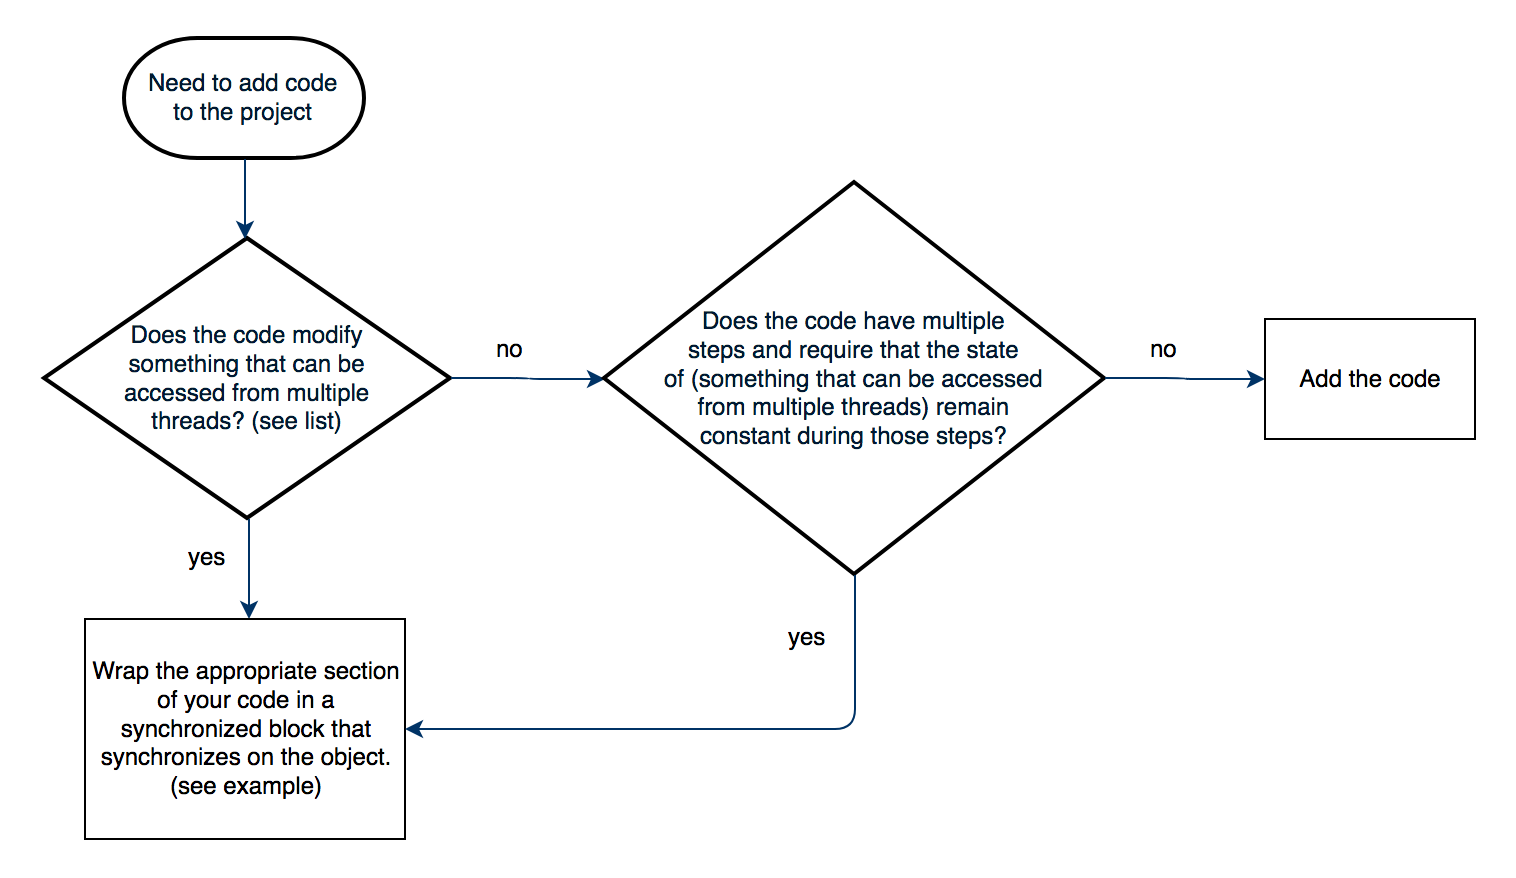 Need to add code
to the project
Does the code modify
something that can be
accessed from multiple
threads? (see list)
no
Does the code have multiple
steps and require that the state
of (something that can be accessed
from multiple threads) remain
constant during those steps?
no
Add the code
yes
yes
Wrap the appropriate section
of your code in a
synchronized block that
synchronizes on the object.
(see example)